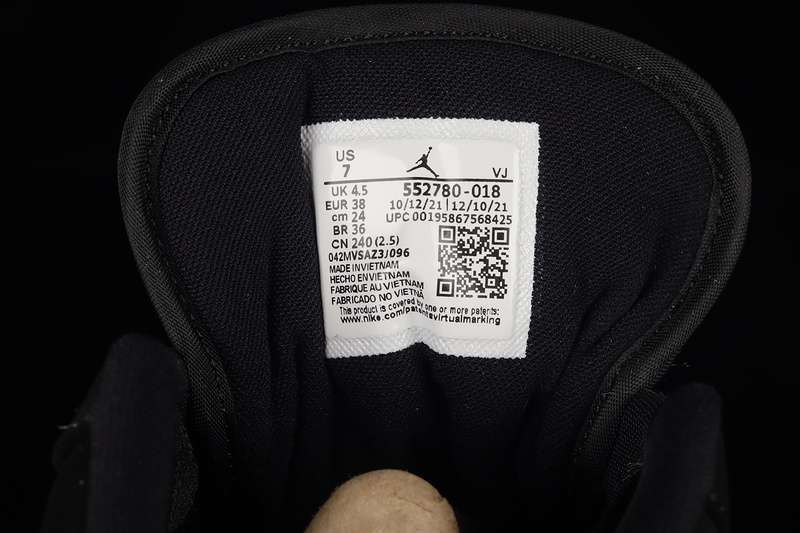 US
7 VJ
UK 4.5 552780-018
EUR 38 10/12/21 | 12/10/21
cm 24 UPC 00195867568425
BR 36
CN 240 (2.5)
042MVSAZ3/096
MADE IN VIETNAM
HECHO EN VIETNAM
FABRIQUE AU VIETNAM
FABRICADO NO VIETNÃ
This product is covered by one or more patents:
www.nike.com/patents virtualmarking